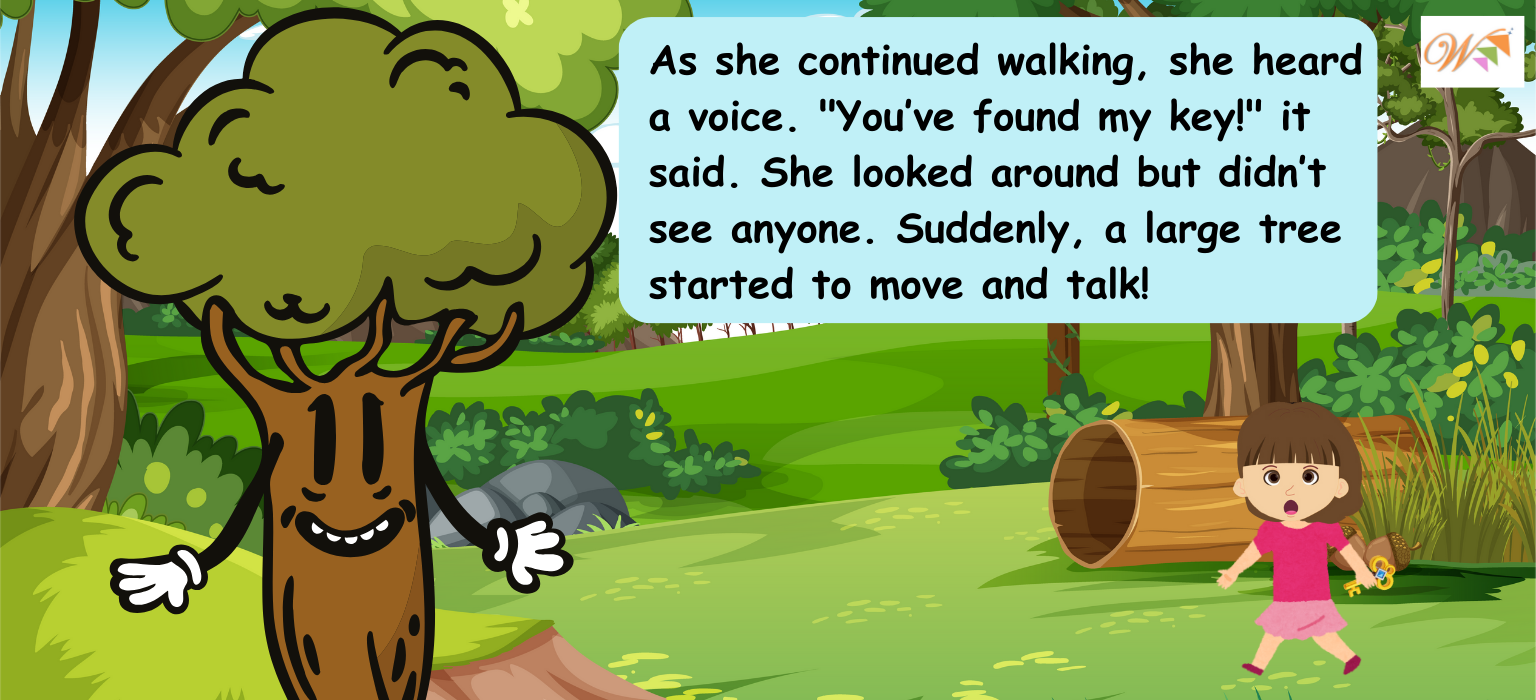 As she continued walking, she heard
a voice. "You’ve found my key!" it
said. She looked around but didn’t
see anyone. Suddenly, a large tree
started to move and talk!
W